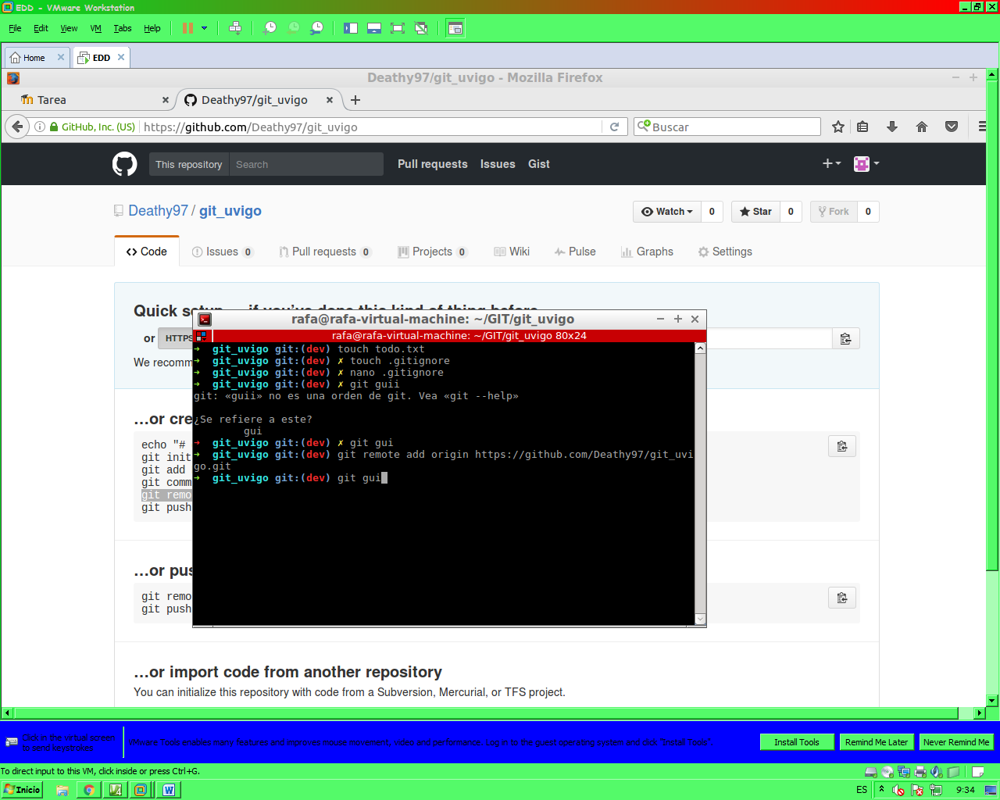 EDD - VMware Workstation
File Edit View VM Tabs Help
Home EDD
Deathy97/git_uvigo - Mozilla Firefox
Tarea Deathy97/git_uvigo
GitHub, Inc. (US) https://github.com/Deathy97/git_uvigo Buscar
This repository Search Pull requests Issues Gist
Deathy97 / git_uvigo
Watch 0 Star 0 Fork 0
Code Issues 0 Pull requests 0 Projects 0 Wiki Pulse Graphs Settings
rafa@rafa-virtual-machine: ~/GIT/git_uvigo
rafa@rafa-virtual-machine: ~/GIT/git_uvigo 80x24
➜ git_uvigo git:(dev) touch todo.txt
➜ git_uvigo git:(dev) ✗ touch .gitignore
➜ git_uvigo git:(dev) ✗ nano .gitignore
➜ git_uvigo git:(dev) ✗ git guii
git: «guii» no es una orden de git. Vea «git --help»
¿Se refiere a este?
gui
➜ git_uvigo git:(dev) ✗ git gui
➜ git_uvigo git:(dev) git remote add origin https://github.com/Deathy97/git_uvi
go.git
➜ git_uvigo git:(dev) git gui
Quick
or HTTPS
We
…or
echo "#
git init
git add
git
git
git push
…or
git
git push
…or import code from another repository
You can initialize this repository with code from a Subversion, Mercurial, or TFS project.
Click in the virtual screen
to send keystrokes
VMware Tools enables many features and improves mouse movement, video and performance. Log in to the guest operating system and click "Install Tools".
Install Tools Remind Me Later Never Remind Me
To direct input to this VM, click inside or press Ctrl+G.
Inicio ES 9:34